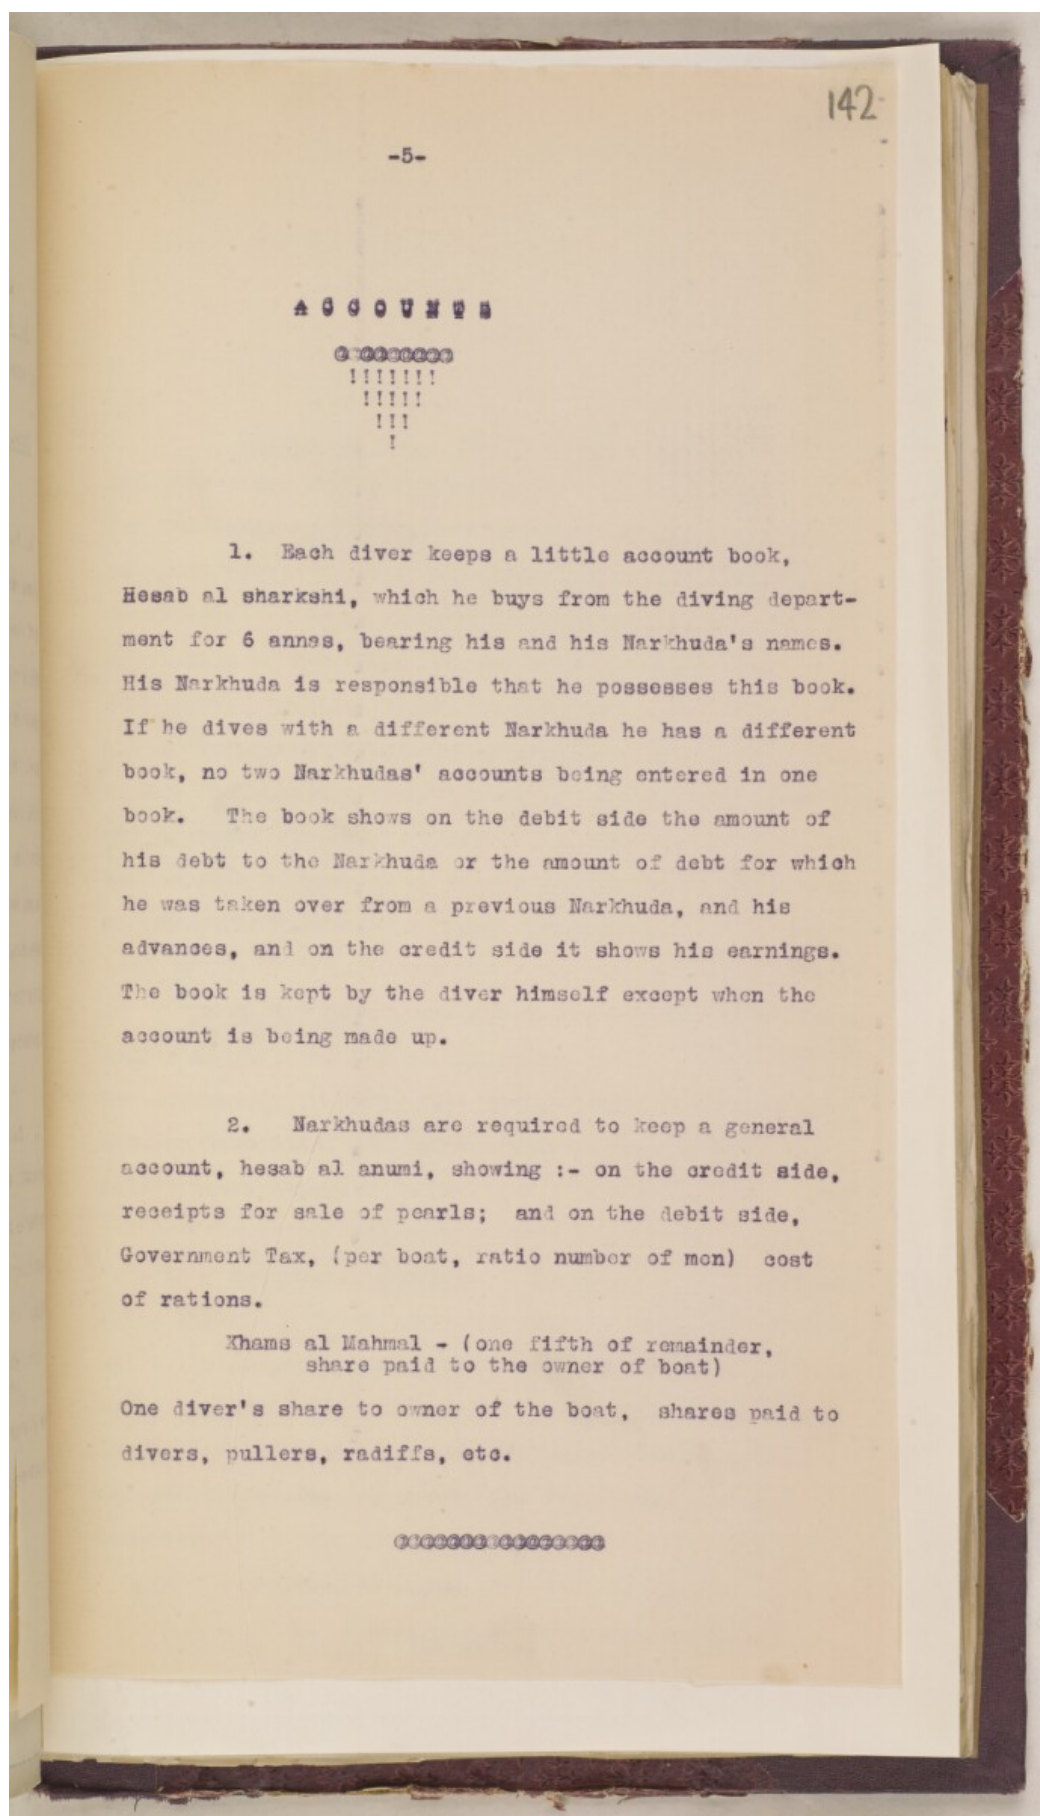 142
-5-
ACCOUNTS
@@@@@@@@@
!!!!!!!
!!!!!
!!!
!
1. Each diver keeps a little account book,
Hesab al sharkshi, which he buys from the diving depart-
ment for 6 annas, bearing his and his Narkhuda's names.
His Narkhuda is responsible that he possesses this book.
If he dives with a different Narkhuda he has a different
book, no two Narkhudas' accounts being entered in one
book. The book shows on the debit side the amount of
his debt to the Narkhuda or the amount of debt for which
he was taken over from a previous Narkhuda, and his
advances, and on the credit side it shows his earnings.
The book is kept by the diver himself except when the
account is being made up.
2. Narkhudas are required to keep a general
account, hesab al anumi, showing :- on the credit side,
receipts for sale of pearls; and on the debit side,
Government Tax, (per boat, ratio number of men) cost
of rations.
Khams al Mahmal - (one fifth of remainder,
share paid to the owner of boat)
One diver's share to owner of the boat, shares paid to
divers, pullers, radiffs, etc.
@@@@@@@@@@@@@@@@